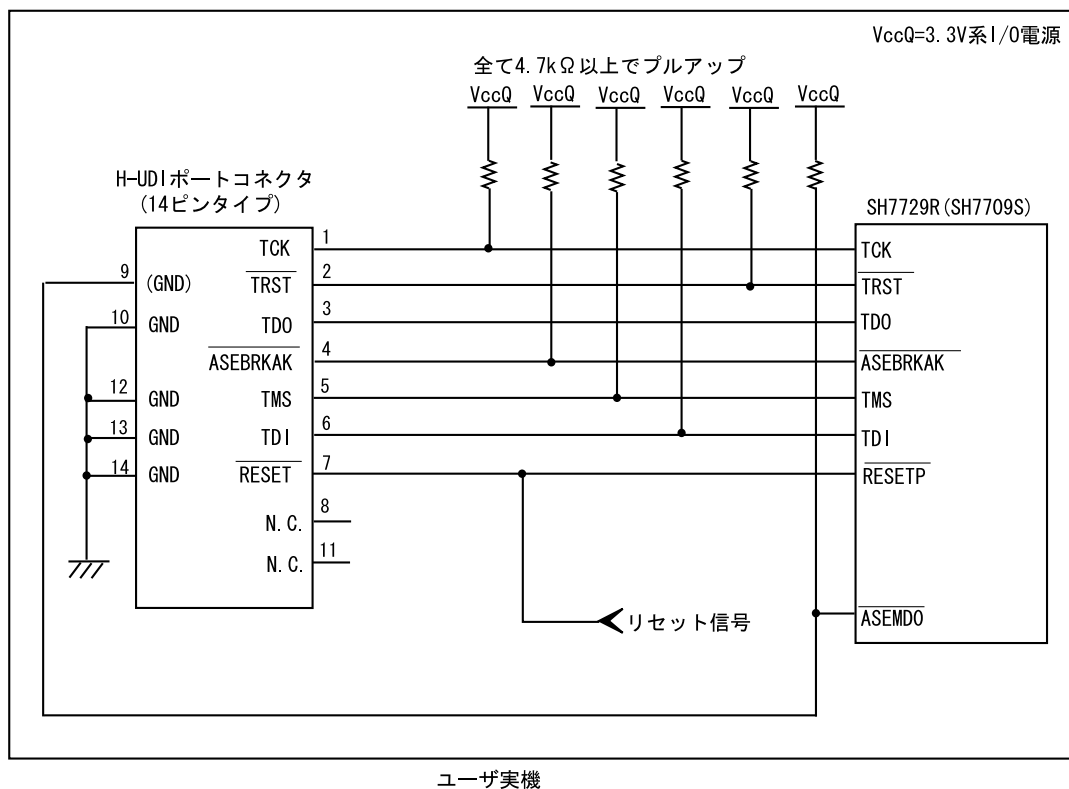 VccQ=3.3V系I/O電源
全て4.7kΩ以上でプルアップ
VccQ VccQ VccQ VccQ VccQ VccQ
H-UDIポートコネクタ
(14ピンタイプ)
SH7729R(SH7709S)
TCK 1 TCK
9 (GND) TRST 2 TRST
10 GND TDO 3 TDO
ASEBRKAK 4 ASEBRKAK
12 GND TMS 5 TMS
13 GND TDI 6 TDI
14 GND RESET 7 RESETP
N.C. 8
N.C. 11
リセット信号
ASEMD0
ユーザ実機